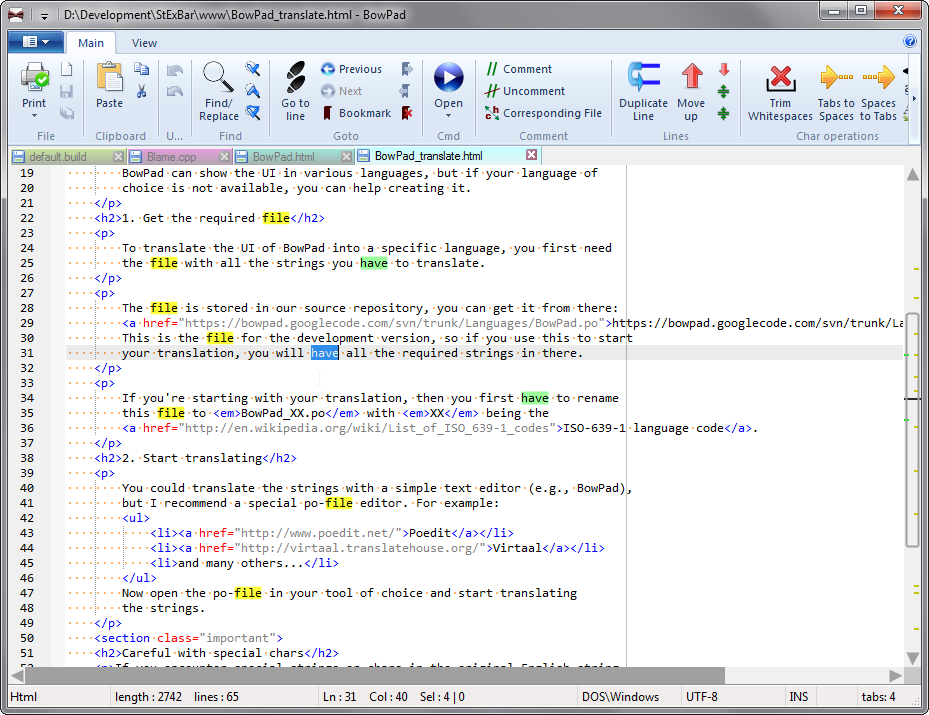 D:\Development\StExBar\www\BowPad_translate.html - BowPad
Main View
Print Paste Find/ Replace Go to line Previous Next Bookmark Open Comment Uncomment Corresponding File Duplicate Line Move up Trim Whitespaces Tabs to Spaces Spaces to Tabs
File Clipboard U... Find Goto Cmd Comment Lines Char operations
default.build Blame.cpp BowPad.html BowPad_translate.html
19 BowPad can show the UI in various languages, but if your language of
20 choice is not available, you can help creating it.
21 </p>
22 <h2>1. Get the required file</h2>
23 <p>
24 To translate the UI of BowPad into a specific language, you first need
25 the file with all the strings you have to translate.
26 </p>
27 <p>
28 The file is stored in our source repository, you can get it from there:
29 <a href="https://bowpad.googlecode.com/svn/trunk/Languages/BowPad.po">https://bowpad.googlecode.com/svn/trunk/La
30 This is the file for the development version, so if you use this to start
31 your translation, you will have all the required strings in there.
32 </p>
33 <p>
34 If you're starting with your translation, then you first have to rename
35 this file to <em>BowPad_XX.po</em> with <em>XX</em> being the
36 <a href="http://en.wikipedia.org/wiki/List_of_ISO_639-1_codes">ISO-639-1 language code</a>.
37 </p>
38 <h2>2. Start translating</h2>
39 <p>
40 You could translate the strings with a simple text editor (e.g., BowPad),
41 but I recommend a special po-file editor. For example:
42 <ul>
43 <li><a href="http://www.poedit.net/">Poedit</a></li>
44 <li><a href="http://virtaal.translatehouse.org/">Virtaal</a></li>
45 <li>and many others...</li>
46 </ul>
47 Now open the po-file in your tool of choice and start translating
48 the strings.
49 </p>
50 <section class="important">
51 <h2>Careful with special chars</h2>
Html length : 2742 lines : 65 Ln : 31 Col : 40 Sel : 4 | 0 DOS\Windows UTF-8 INS tabs: 4